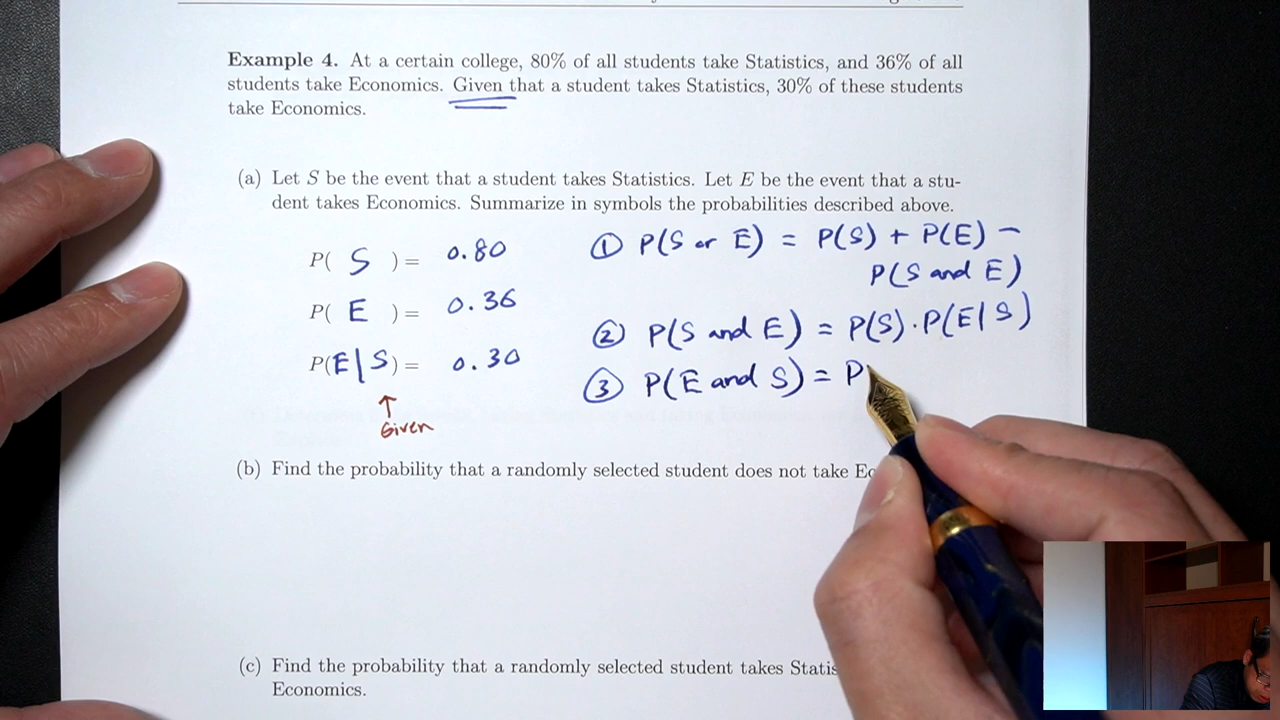 Example 4. At a certain college, 80% of all students take Statistics, and 36% of all
students take Economics. Given that a student takes Statistics, 30% of these students
take Economics.
(a) Let S be the event that a student takes Statistics. Let E be the event that a stu-
dent takes Economics. Summarize in symbols the probabilities described above.
P( S ) = 0.80
P( E ) = 0.36
P(E|S) = 0.30
↑
Given
① P(S or E) = P(S) + P(E) −
P(S and E)
② P(S and E) = P(S) · P(E|S)
③ P(E and S) = P
(b) Find the probability that a randomly selected student does not take
(c) Find the probability that a randomly selected student takes
Economics.